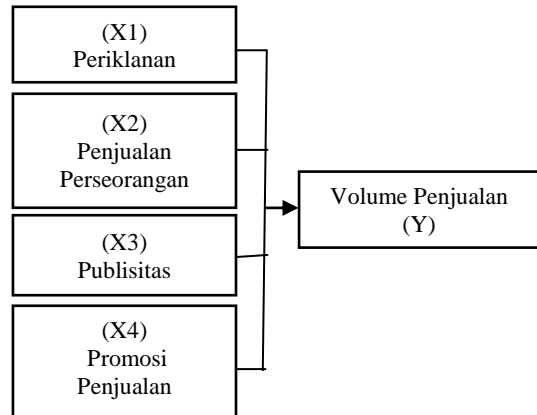 (X1)
Periklanan
(X2)
Penjualan
Perseorangan
(X3)
Publisitas
(X4)
Promosi
Penjualan
Volume Penjualan
(Y)